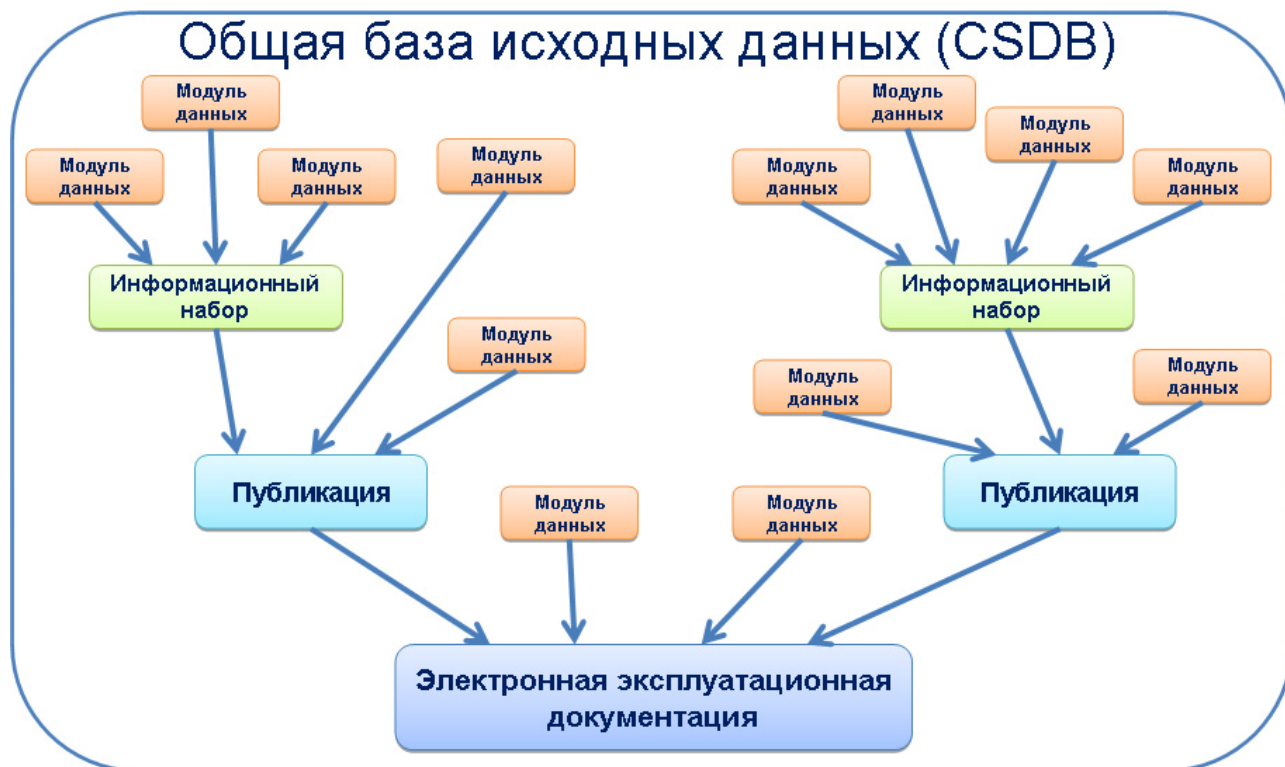 Общая база исходных данных (CSDB)
Модуль
данных
Модуль
данных
Модуль
данных
Модуль
данных
Модуль
данных
Модуль
данных
Модуль
данных
Модуль
данных
Информационный
набор
Информационный
набор
Модуль
данных
Модуль
данных
Модуль
данных
Публикация
Публикация
Модуль
данных
Модуль
данных
Электронная эксплуатационная
документация